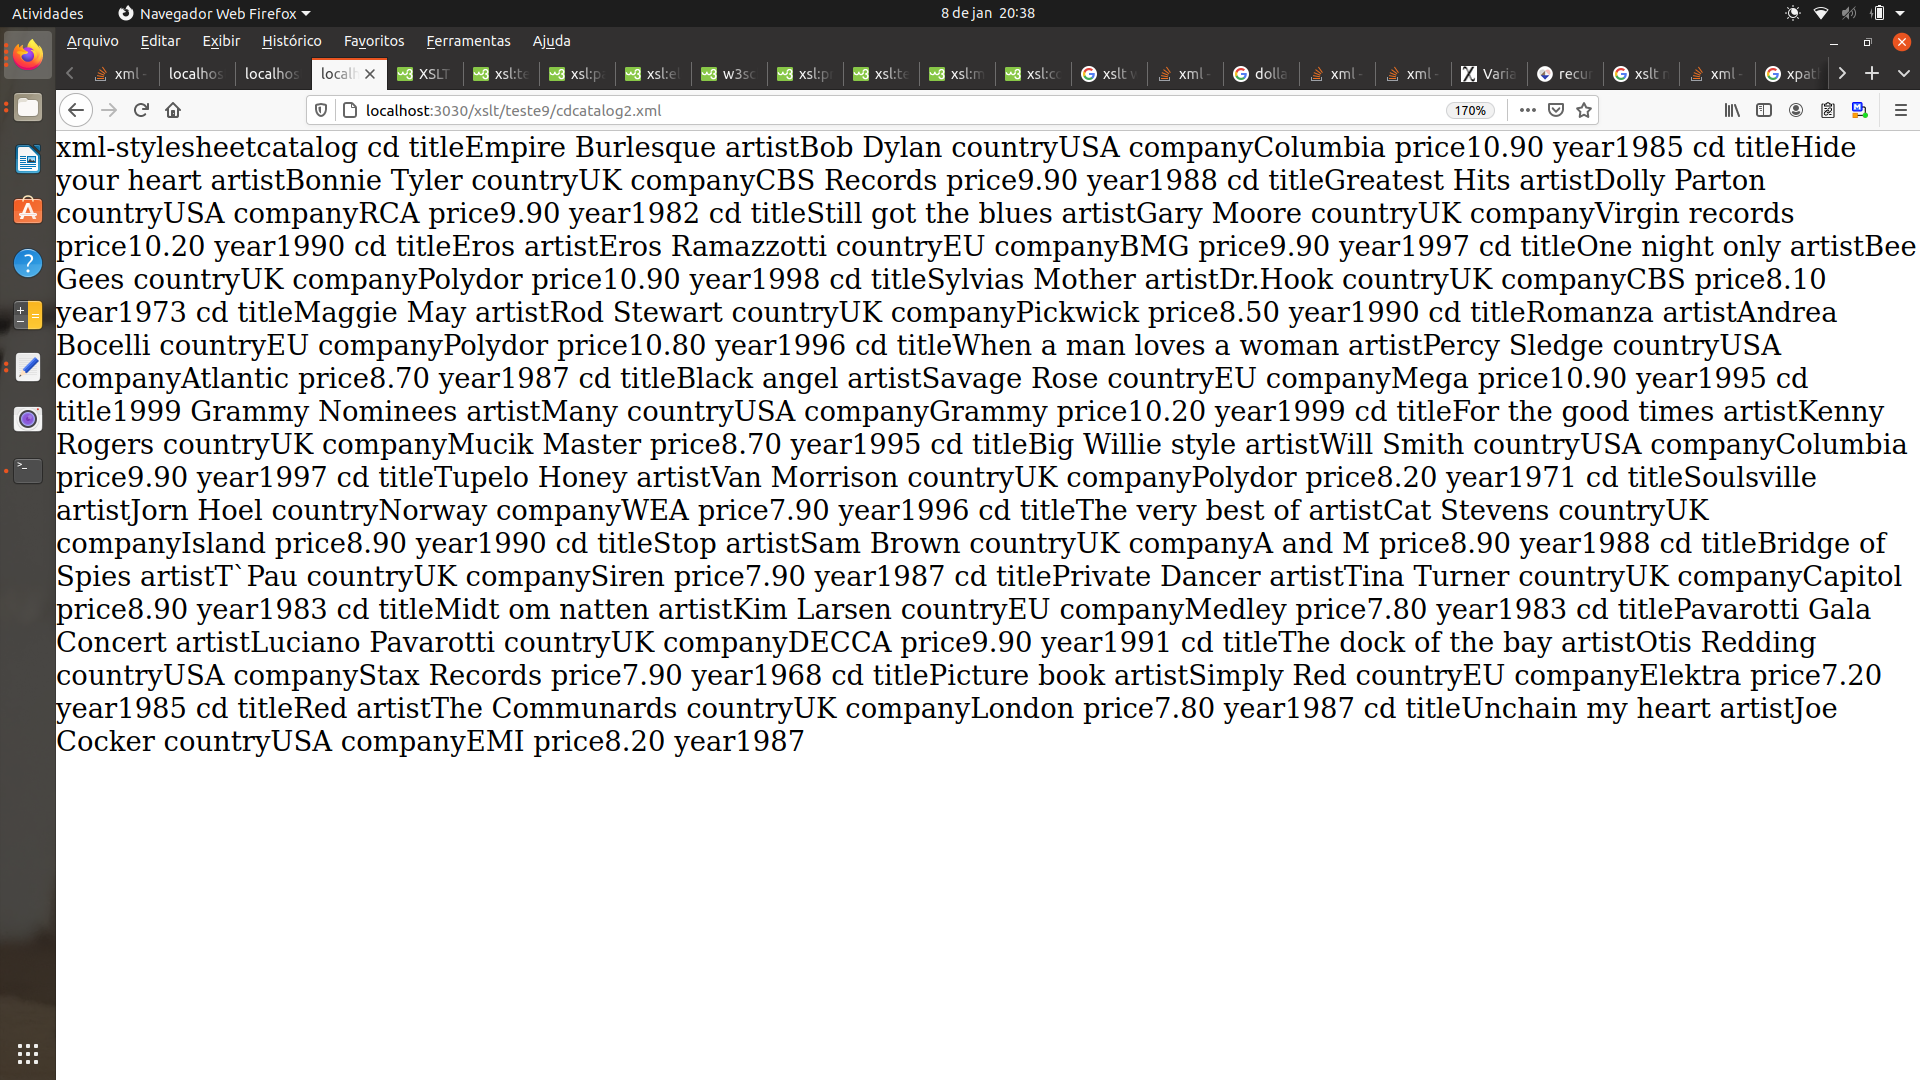 Atividades Navegador Web Firefox 8 de jan 20:38
Arquivo Editar Exibir Histórico Favoritos Ferramentas Ajuda
xml - localhos localhos localh XSLT xsl:te xsl:pa xsl:el w3sc xsl:pr xsl:te xsl:m xsl:co xslt v xml - dolla xml - xml - Varia recur xslt r xml - xpat
localhost:3030/xslt/teste9/cdcatalog2.xml 170%
xml-stylesheetcatalog cd titleEmpire Burlesque artistBob Dylan countryUSA companyColumbia price10.90 year1985 cd titleHide
your heart artistBonnie Tyler countryUK companyCBS Records price9.90 year1988 cd titleGreatest Hits artistDolly Parton
countryUSA companyRCA price9.90 year1982 cd titleStill got the blues artistGary Moore countryUK companyVirgin records
price10.20 year1990 cd titleEros artistEros Ramazzotti countryEU companyBMG price9.90 year1997 cd titleOne night only artistBee
Gees countryUK companyPolydor price10.90 year1998 cd titleSylvias Mother artistDr.Hook countryUK companyCBS price8.10
year1973 cd titleMaggie May artistRod Stewart countryUK companyPickwick price8.50 year1990 cd titleRomanza artistAndrea
Bocelli countryEU companyPolydor price10.80 year1996 cd titleWhen a man loves a woman artistPercy Sledge countryUSA
companyAtlantic price8.70 year1987 cd titleBlack angel artistSavage Rose countryEU companyMega price10.90 year1995 cd
title1999 Grammy Nominees artistMany countryUSA companyGrammy price10.20 year1999 cd titleFor the good times artistKenny
Rogers countryUK companyMucik Master price8.70 year1995 cd titleBig Willie style artistWill Smith countryUSA companyColumbia
price9.90 year1997 cd titleTupelo Honey artistVan Morrison countryUK companyPolydor price8.20 year1971 cd titleSoulsville
artistJorn Hoel countryNorway companyWEA price7.90 year1996 cd titleThe very best of artistCat Stevens countryUK
companyIsland price8.90 year1990 cd titleStop artistSam Brown countryUK companyA and M price8.90 year1988 cd titleBridge of
Spies artistT`Pau countryUK companySiren price7.90 year1987 cd titlePrivate Dancer artistTina Turner countryUK companyCapitol
price8.90 year1983 cd titleMidt om natten artistKim Larsen countryEU companyMedley price7.80 year1983 cd titlePavarotti Gala
Concert artistLuciano Pavarotti countryUK companyDECCA price9.90 year1991 cd titleThe dock of the bay artistOtis Redding
countryUSA companyStax Records price7.90 year1968 cd titlePicture book artistSimply Red countryEU companyElektra price7.20
year1985 cd titleRed artistThe Communards countryUK companyLondon price7.80 year1987 cd titleUnchain my heart artistJoe
Cocker countryUSA companyEMI price8.20 year1987